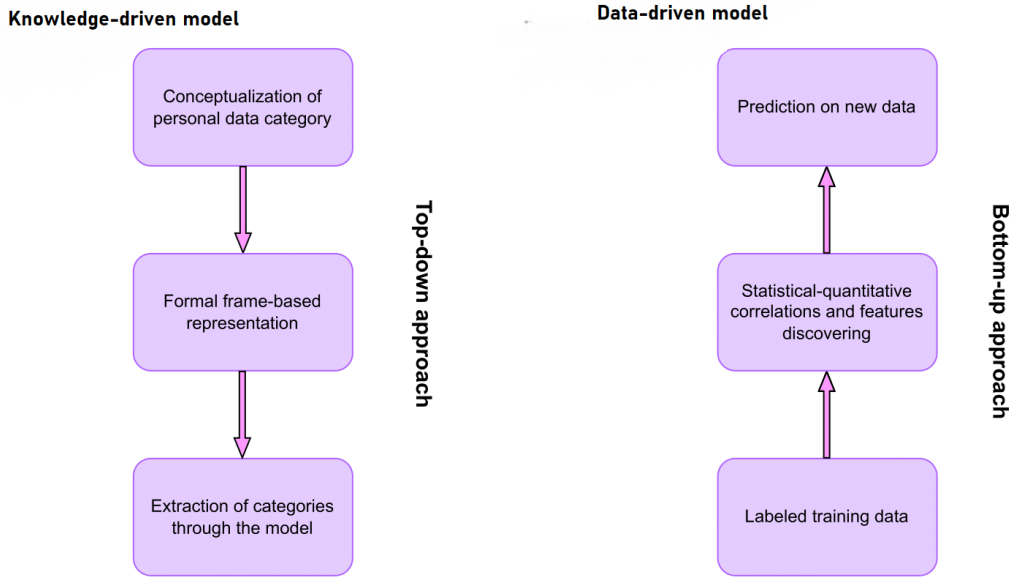 Knowledge-driven model
Conceptualization of
personal data category
Formal frame-based
representation
Extraction of categories
through the model
Top-down approach
Data-driven model
Prediction on new data
Statistical-quantitative
correlations and features
discovering
Labeled training data
Bottom-up approach